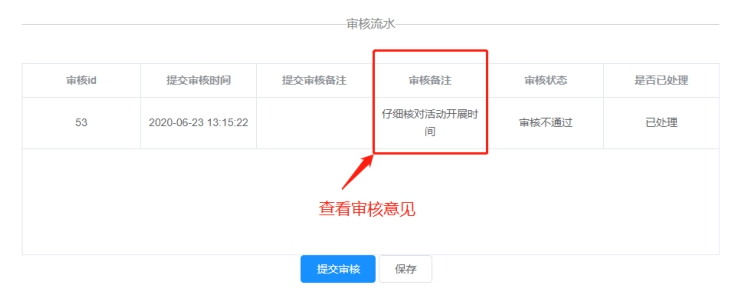 审核流水
审核id 提交审核时间 提交审核备注 审核备注 审核状态 是否已处理
53 2020-06-23 13:15:22 仔细核对活动开展时间 审核不通过 已处理
查看审核意见
提交审核 保存